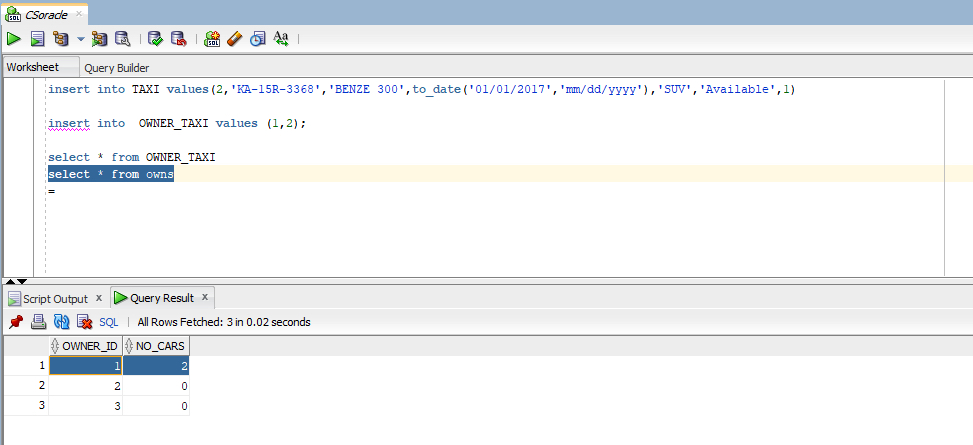 CSorade
Worksheet Query Builder
insert into TAXI values(2,'KA-15R-3368','BENZE 300',to_date('01/01/2017','mm/dd/yyyy'),'SUV','Available',1)
insert into  OWNER_TAXI values (1,2);
select * from OWNER_TAXI
select * from owns
=
Script Output x Query Result x
SQL | All Rows Fetched: 3 in 0.02 seconds
OWNER_ID NO_CARS
1 1 2
2 2 0
3 3 0